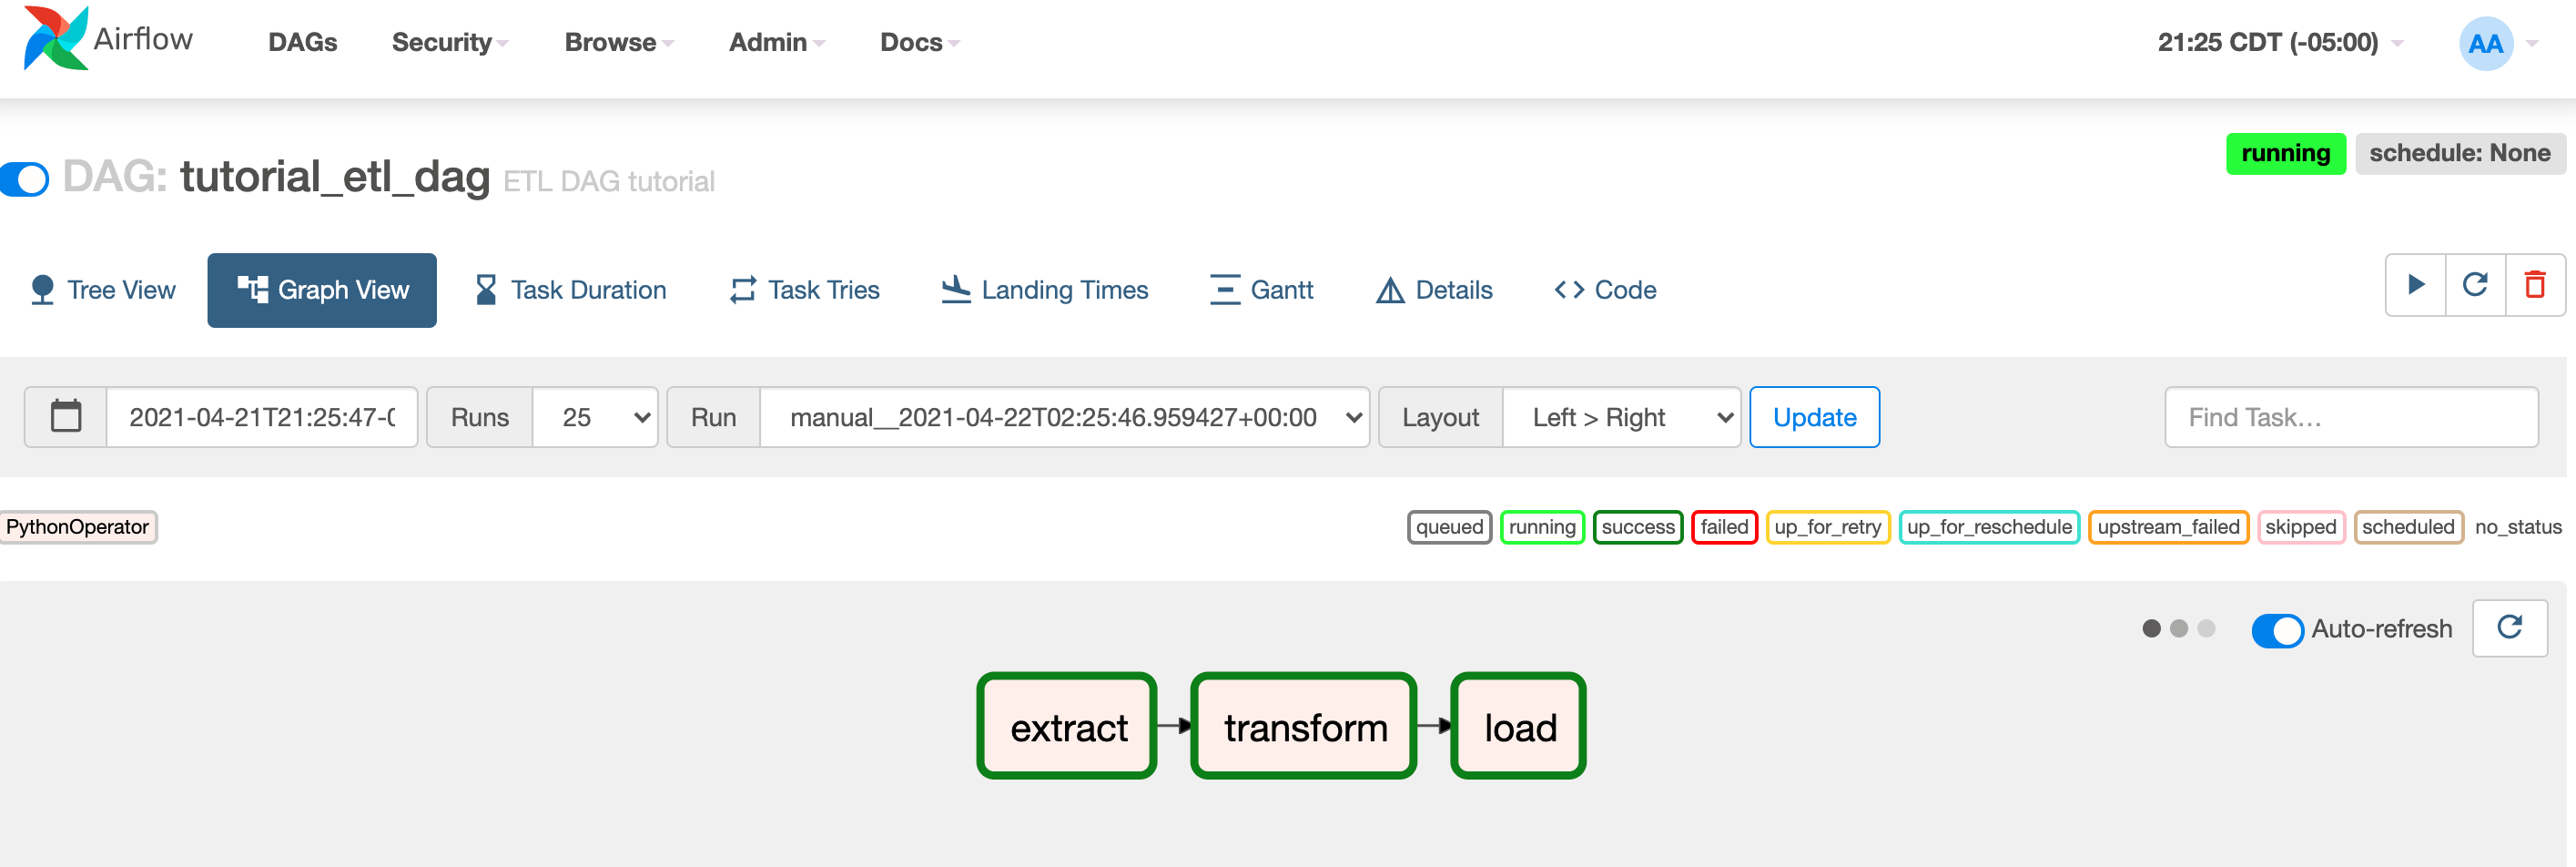 Airflow DAGs Security Browse Admin Docs 21:25 CDT (-05:00) AA
running schedule: None
DAG: tutorial_etl_dag ETL DAG tutorial
Tree View Graph View Task Duration Task Tries Landing Times Gantt Details Code
2021-04-21T21:25:47-0 Runs 25 Run manual__2021-04-22T02:25:46.959427+00:00 Layout Left > Right Update Find Task...
PythonOperator queued running success failed up_for_retry up_for_reschedule upstream_failed skipped scheduled no_status
Auto-refresh
extract transform load